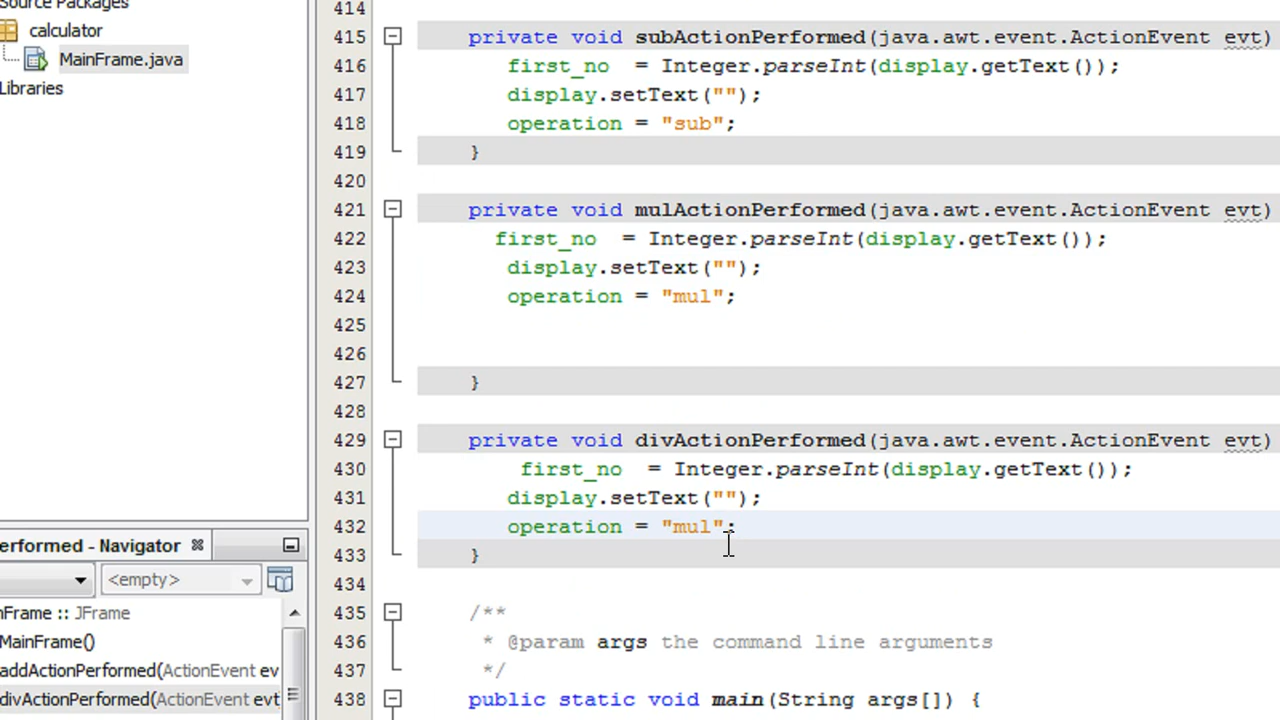 Source Packages
calculator
MainFrame.java
Libraries
414
415 private void subActionPerformed(java.awt.event.ActionEvent evt)
416 first_no  = Integer.parseInt(display.getText());
417 display.setText("");
418 operation = "sub";
419 }
420
421 private void mulActionPerformed(java.awt.event.ActionEvent evt)
422 first_no  = Integer.parseInt(display.getText());
423 display.setText("");
424 operation = "mul";
425
426
427 }
428
429 private void divActionPerformed(java.awt.event.ActionEvent evt)
430 first_no  = Integer.parseInt(display.getText());
431 display.setText("");
432 operation = "mul";
433 }
434
435 /**
436 * @param args the command line arguments
437 */
438 public static void main(String args[]) {
erformed - Navigator
<empty>
nFrame :: JFrame
MainFrame()
addActionPerformed(ActionEvent ev
divActionPerformed(ActionEvent evt